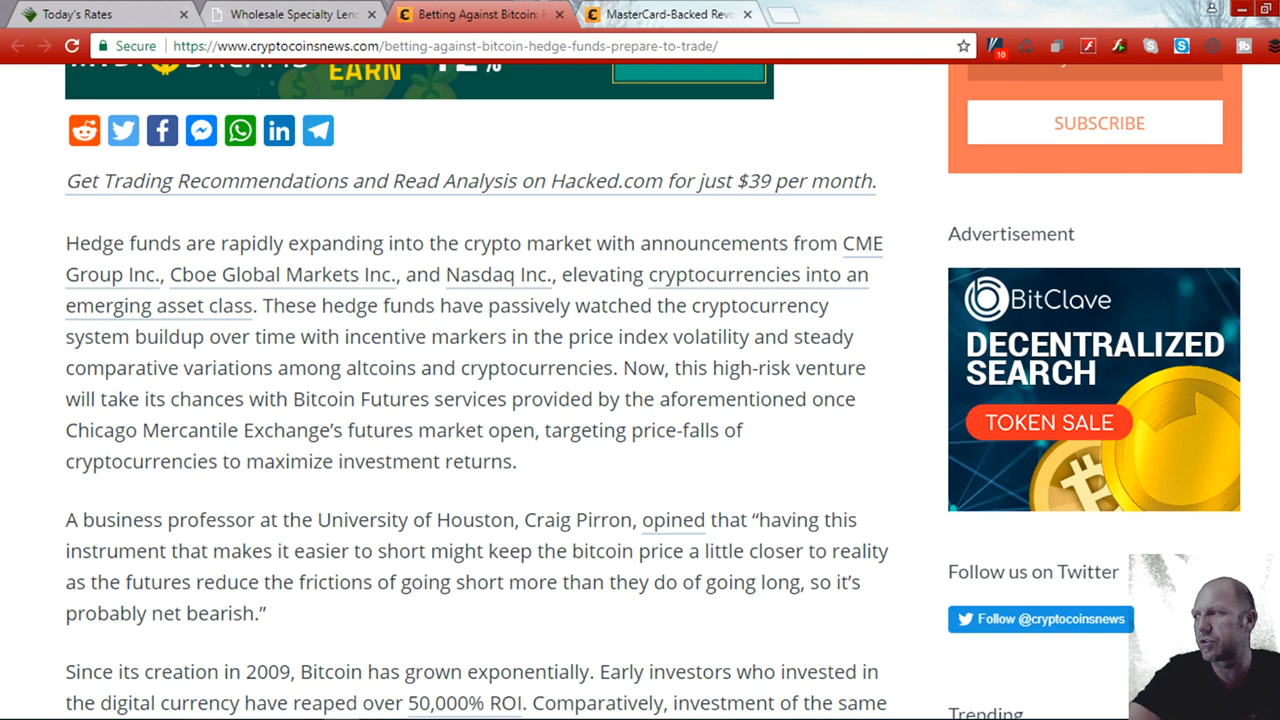 Today's Rates
Wholesale Specialty Lend
Betting Against Bitcoin: H
MasterCard-Backed Revo
Secure
https://www.cryptocoinsnews.com/betting-against-bitcoin-hedge-funds-prepare-to-trade/
10
EARN
SUBSCRIBE
Get Trading Recommendations and Read Analysis on Hacked.com for just $39 per month.
Hedge funds are rapidly expanding into the crypto market with announcements from CME
Group Inc., Cboe Global Markets Inc., and Nasdaq Inc., elevating cryptocurrencies into an
emerging asset class. These hedge funds have passively watched the cryptocurrency
system buildup over time with incentive markers in the price index volatility and steady
comparative variations among altcoins and cryptocurrencies. Now, this high-risk venture
will take its chances with Bitcoin Futures services provided by the aforementioned once
Chicago Mercantile Exchange’s futures market open, targeting price-falls of
cryptocurrencies to maximize investment returns.
A business professor at the University of Houston, Craig Pirron, opined that “having this
instrument that makes it easier to short might keep the bitcoin price a little closer to reality
as the futures reduce the frictions of going short more than they do of going long, so it’s
probably net bearish.”
Since its creation in 2009, Bitcoin has grown exponentially. Early investors who invested in
the digital currency have reaped over 50,000% ROI. Comparatively, investment of the same
Advertisement
BitClave
DECENTRALIZED
SEARCH
TOKEN SALE
Follow us on Twitter
Follow @cryptocoinsnews
Trending